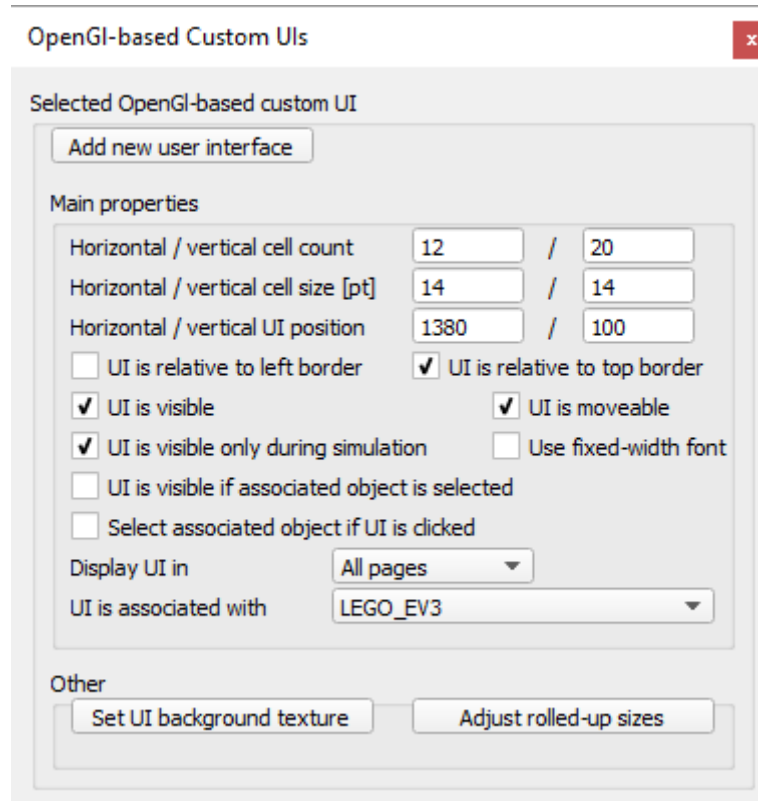 OpenGl-based Custom UIs
x
Selected OpenGl-based custom UI
Add new user interface
Main properties
Horizontal / vertical cell count 12 / 20
Horizontal / vertical cell size [pt] 14 / 14
Horizontal / vertical UI position 1380 / 100
UI is relative to left border UI is relative to top border
UI is visible UI is moveable
UI is visible only during simulation Use fixed-width font
UI is visible if associated object is selected
Select associated object if UI is clicked
Display UI in All pages
UI is associated with LEGO_EV3
Other
Set UI background texture Adjust rolled-up sizes